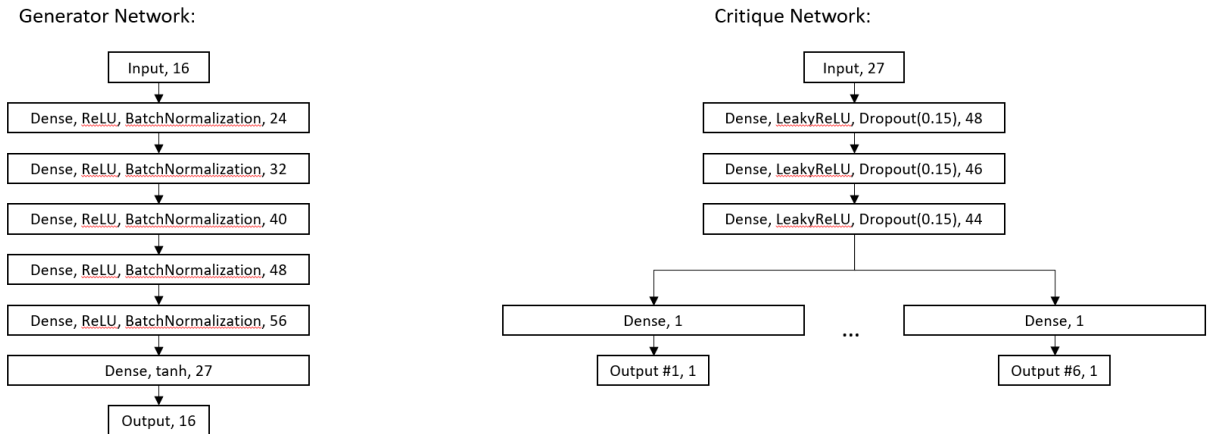 Generator Network:
Input, 16
Dense, ReLU, BatchNormalization, 24
Dense, ReLU, BatchNormalization, 32
Dense, ReLU, BatchNormalization, 40
Dense, ReLU, BatchNormalization, 48
Dense, ReLU, BatchNormalization, 56
Dense, tanh, 27
Output, 16
Critique Network:
Input, 27
Dense, LeakyReLU, Dropout(0.15), 48
Dense, LeakyReLU, Dropout(0.15), 46
Dense, LeakyReLU, Dropout(0.15), 44
Dense, 1
...
Dense, 1
Output #1, 1
Output #6, 1